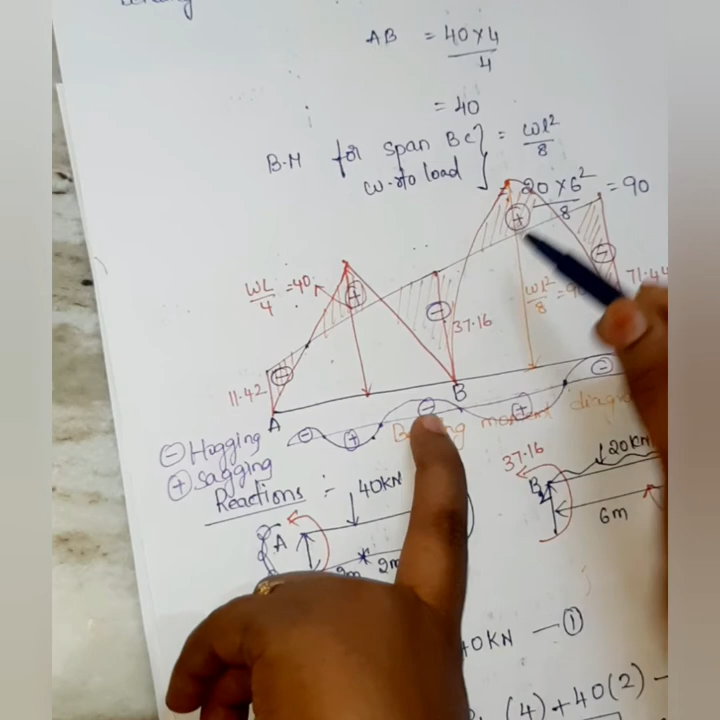 AB = 40×4
4
= 40
B.M for span BC } = wl²
8
w.r.to load
= 20×6² = 90
8
WL = 40
4
+
+
-
-
37.16
wl² = 90
8
71.44
11.42
⊖
A
B
⊖ Hogging
⊕ Sagging
- + - + -
Reactions :-
40KN
A
2m
37.16
B
20KN
6m
40KN — ①
(4)+40(2) −